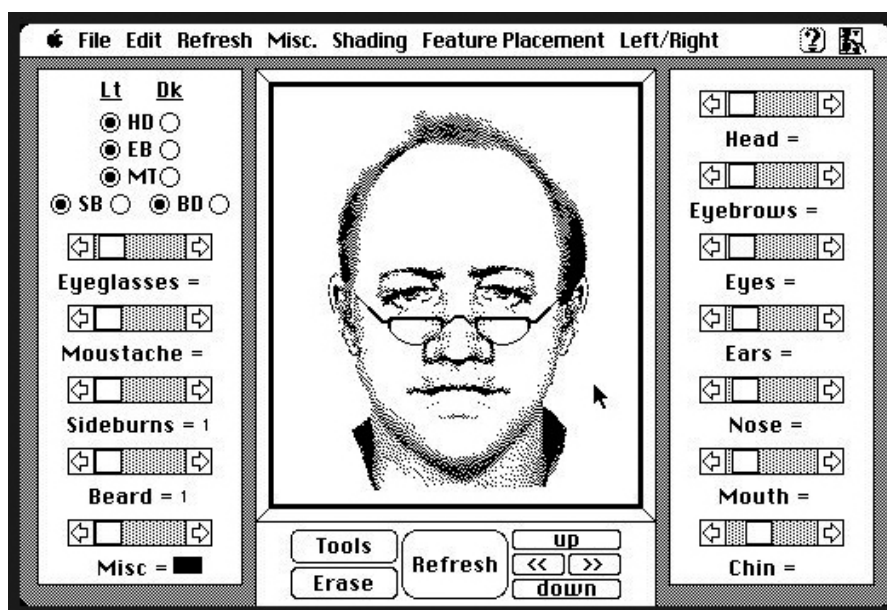 File Edit Refresh Misc. Shading Feature Placement Left/Right ?
Lt Dk
HD
EB
MT
SB BD
Eyeglasses =
Moustache =
Sideburns = 1
Beard = 1
Misc =
Head =
Eyebrows =
Eyes =
Ears =
Nose =
Mouth =
Chin =
Tools
Erase
Refresh
up
<< >>
down